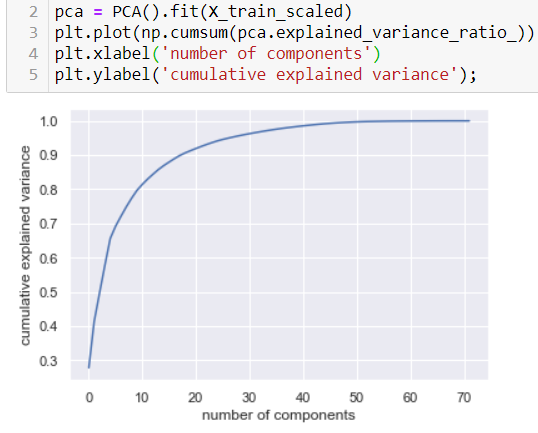 2 pca = PCA().fit(X_train_scaled)
3 plt.plot(np.cumsum(pca.explained_variance_ratio_))
4 plt.xlabel('number of components')
5 plt.ylabel('cumulative explained variance');
1.0
0.9
0.8
0.7
0.6
0.5
0.4
0.3
cumulative explained variance
0 10 20 30 40 50 60 70
number of components